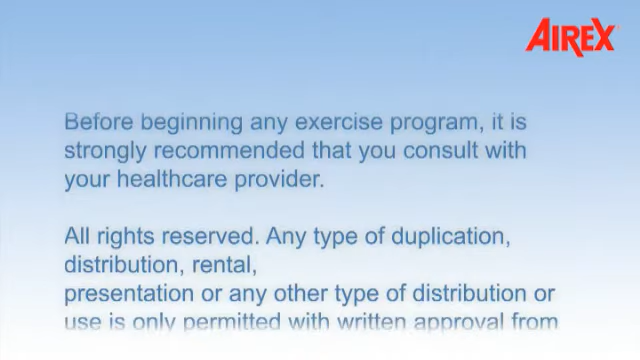 AIREX
Before beginning any exercise program, it is
strongly recommended that you consult with
your healthcare provider.
All rights reserved. Any type of duplication,
distribution, rental,
presentation or any other type of distribution or
use is only permitted with written approval from